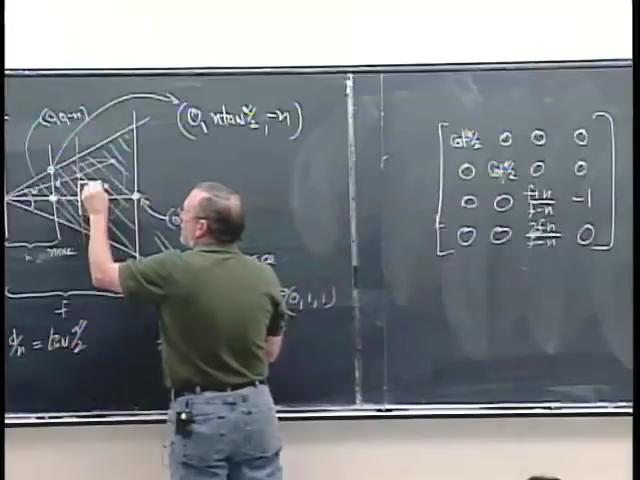 (0, 0, -n)
(0, n tan α/2, -n)
n
f
d/n = tan α/2
, 1, 1)
cot α/2 0 0 0
0 cot α/2 0 0
0 0 f+n/f-n -1
0 0 2fn/f-n 0